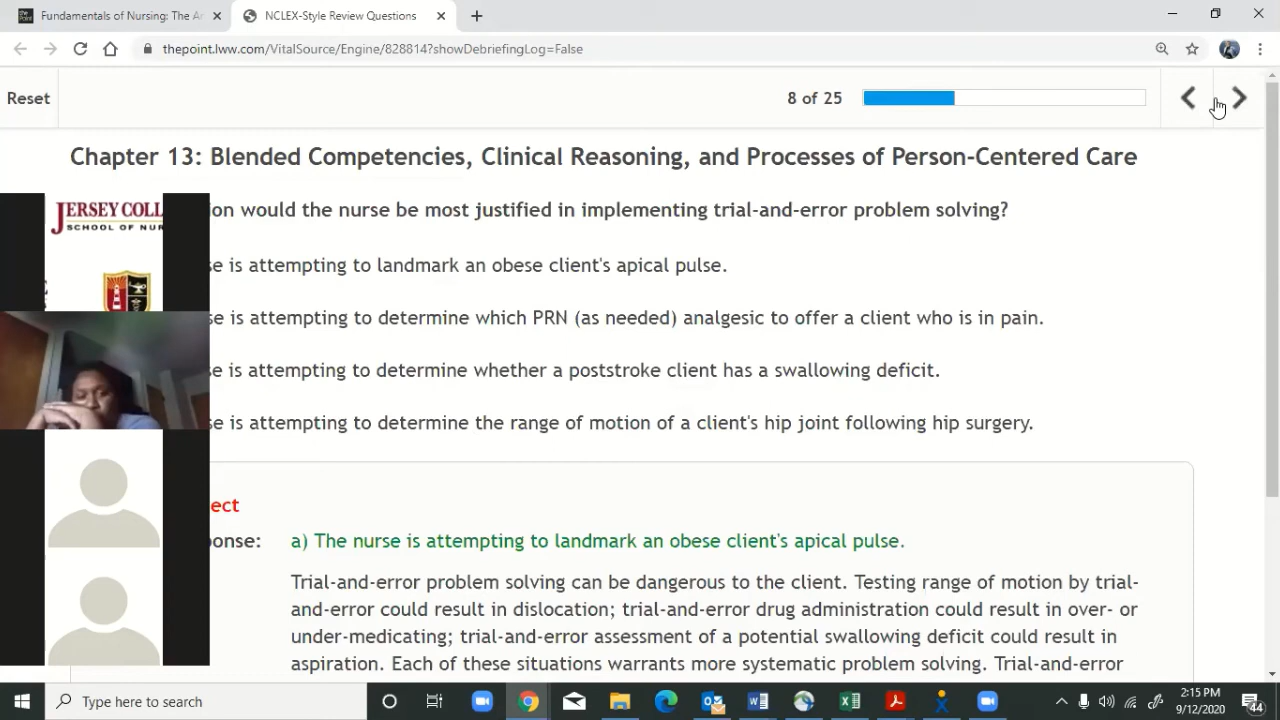 Fundamentals of Nursing: The A
NCLEX-Style Review Questions
thepoint.lww.com/VitalSource/Engine/828814?showDebriefingLog=False
Reset
8 of 25
Chapter 13: Blended Competencies, Clinical Reasoning, and Processes of Person-Centered Care
JERSEY COLL
SCHOOL OF NUR
ion would the nurse be most justified in implementing trial-and-error problem solving?
se is attempting to landmark an obese client's apical pulse.
se is attempting to determine which PRN (as needed) analgesic to offer a client who is in pain.
se is attempting to determine whether a poststroke client has a swallowing deficit.
se is attempting to determine the range of motion of a client's hip joint following hip surgery.
ect
ponse: a) The nurse is attempting to landmark an obese client's apical pulse.
Trial-and-error problem solving can be dangerous to the client. Testing range of motion by trial-
and-error could result in dislocation; trial-and-error drug administration could result in over- or
under-medicating; trial-and-error assessment of a potential swallowing deficit could result in
aspiration. Each of these situations warrants more systematic problem solving. Trial-and-error
Type here to search
2:15 PM
9/12/2020
44